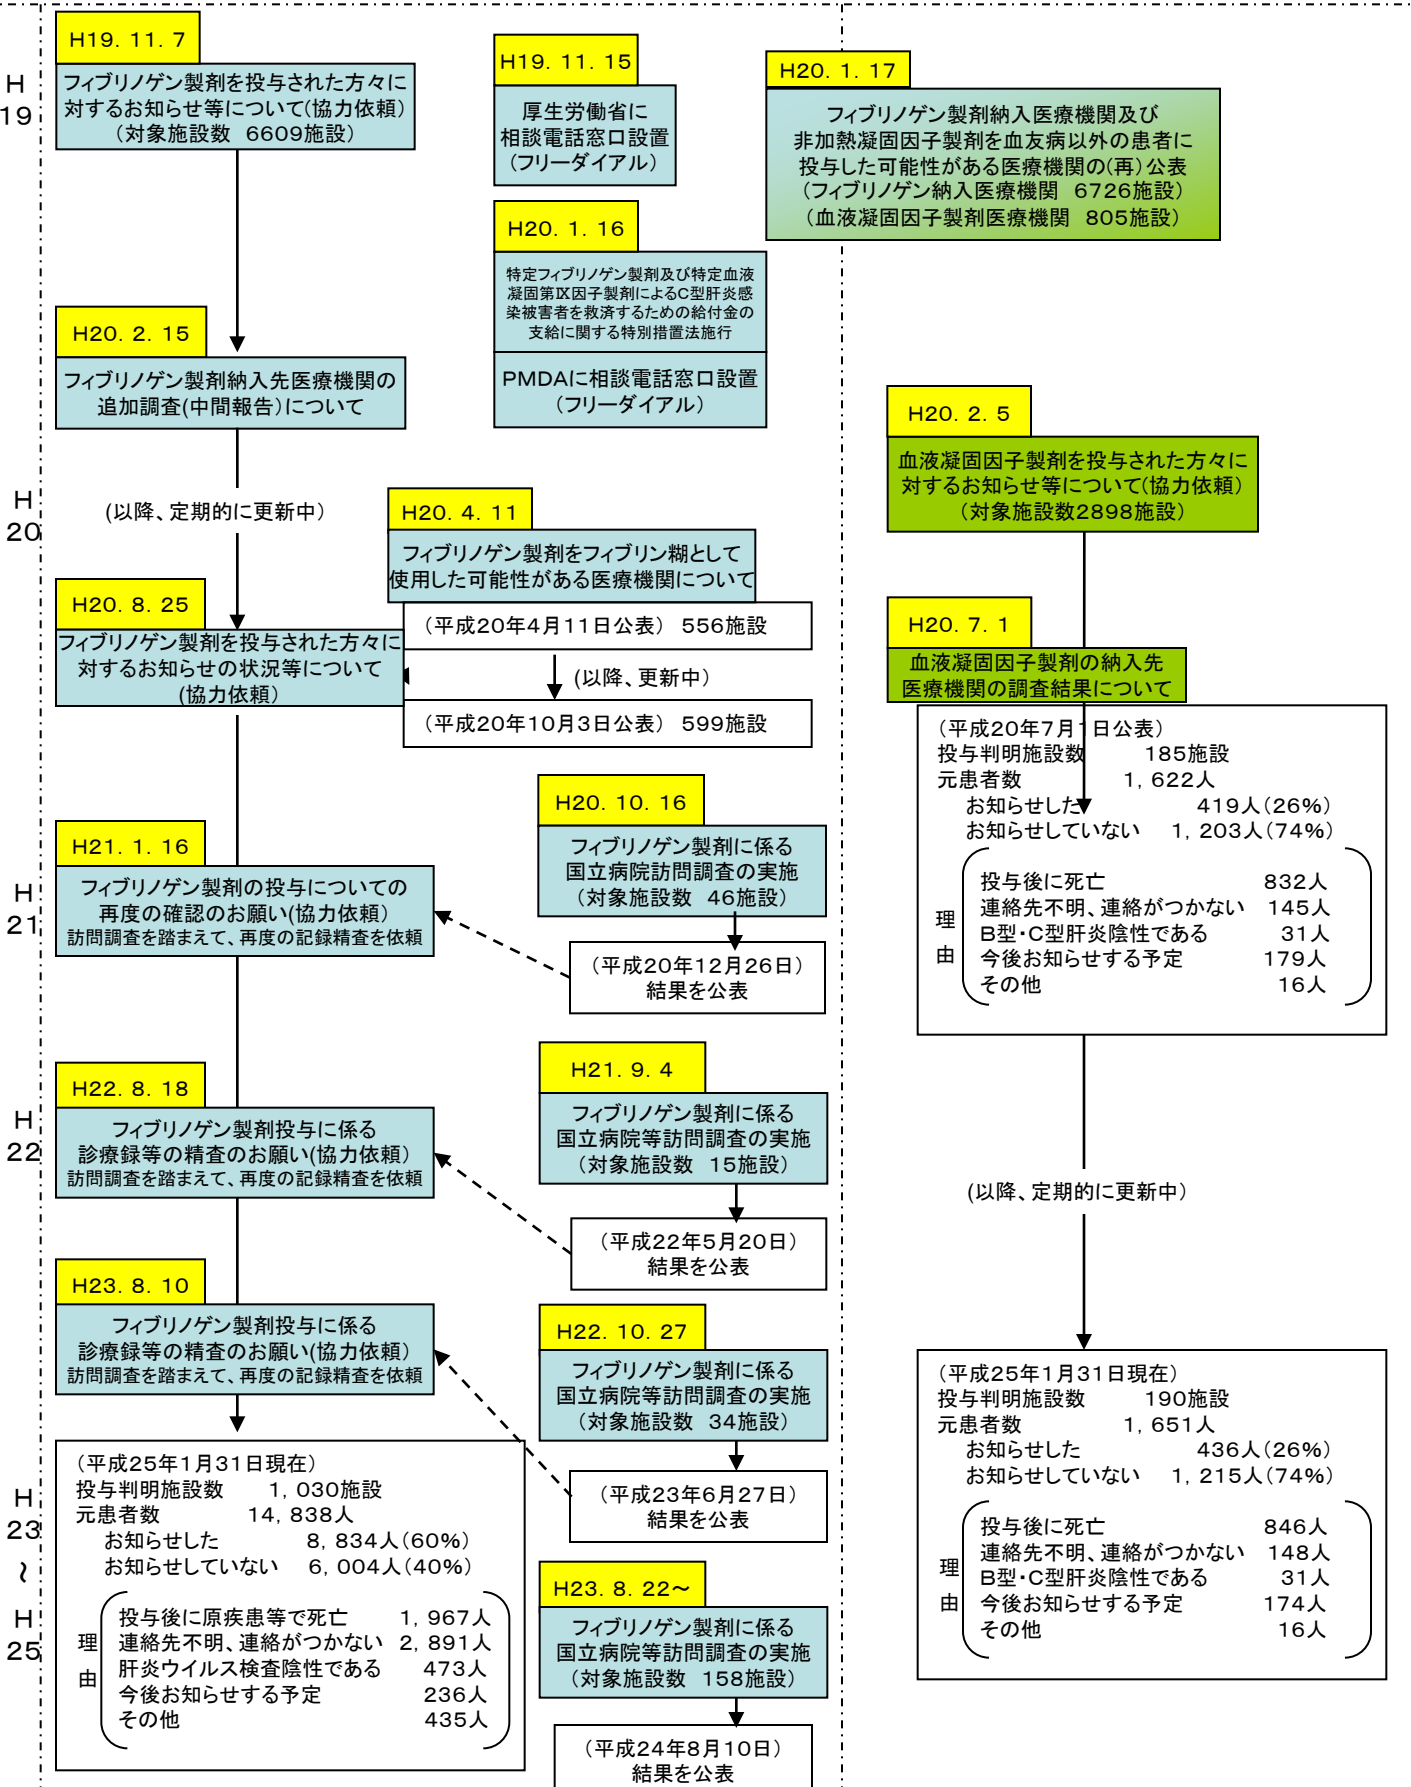 H
19
H19. 11. 7
フィブリノゲン製剤を投与された方々に
対するお知らせ等について(協力依頼)
(対象施設数 6609施設)
H19. 11. 15
厚生労働省に
相談電話窓口設置
(フリーダイアル)
H20. 1. 17
フィブリノゲン製剤納入医療機関及び
非加熱凝固因子製剤を血友病以外の患者に
投与した可能性がある医療機関の(再)公表
(フィブリノゲン納入医療機関 6726施設)
(血液凝固因子製剤医療機関 805施設)
H20. 1. 16
特定フィブリノゲン製剤及び特定血液
凝固第Ⅸ因子製剤によるC型肝炎感
染被害者を救済するための給付金の
支給に関する特別措置法施行
PMDAに相談電話窓口設置
(フリーダイアル)
H20. 2. 15
フィブリノゲン製剤納入先医療機関の
追加調査(中間報告)について
(以降、定期的に更新中)
H
20
H20. 2. 5
血液凝固因子製剤を投与された方々に
対するお知らせ等について(協力依頼)
(対象施設数2898施設)
H20. 4. 11
フィブリノゲン製剤をフィブリン糊として
使用した可能性がある医療機関について
(平成20年4月11日公表) 556施設
(以降、更新中)
(平成20年10月3日公表) 599施設
H20. 8. 25
フィブリノゲン製剤を投与された方々に
対するお知らせの状況等について
(協力依頼)
H20. 7. 1
血液凝固因子製剤の納入先
医療機関の調査結果について
(平成20年7月1日公表)
投与判明施設数 185施設
元患者数 1, 622人
お知らせした 419人(26%)
お知らせしていない 1, 203人(74%)
理
由
投与後に死亡 832人
連絡先不明、連絡がつかない 145人
B型・C型肝炎陰性である 31人
今後お知らせする予定 179人
その他 16人
H20. 10. 16
フィブリノゲン製剤に係る
国立病院訪問調査の実施
(対象施設数 46施設)
(平成20年12月26日)
結果を公表
H
21
H21. 1. 16
フィブリノゲン製剤の投与についての
再度の確認のお願い(協力依頼)
訪問調査を踏まえて、再度の記録精査を依頼
H21. 9. 4
フィブリノゲン製剤に係る
国立病院等訪問調査の実施
(対象施設数 15施設)
(平成22年5月20日)
結果を公表
H
22
H22. 8. 18
フィブリノゲン製剤投与に係る
診療録等の精査のお願い(協力依頼)
訪問調査を踏まえて、再度の記録精査を依頼
(以降、定期的に更新中)
H23. 8. 10
フィブリノゲン製剤投与に係る
診療録等の精査のお願い(協力依頼)
訪問調査を踏まえて、再度の記録精査を依頼
H22. 10. 27
フィブリノゲン製剤に係る
国立病院等訪問調査の実施
(対象施設数 34施設)
(平成23年6月27日)
結果を公表
H
23
～
H
25
(平成25年1月31日現在)
投与判明施設数 1, 030施設
元患者数 14, 838人
お知らせした 8, 834人(60%)
お知らせしていない 6, 004人(40%)
理
由
投与後に原疾患等で死亡 1, 967人
連絡先不明、連絡がつかない 2, 891人
肝炎ウイルス検査陰性である 473人
今後お知らせする予定 236人
その他 435人
H23. 8. 22～
フィブリノゲン製剤に係る
国立病院等訪問調査の実施
(対象施設数 158施設)
(平成24年8月10日)
結果を公表
(平成25年1月31日現在)
投与判明施設数 190施設
元患者数 1, 651人
お知らせした 436人(26%)
お知らせしていない 1, 215人(74%)
理
由
投与後に死亡 846人
連絡先不明、連絡がつかない 148人
B型・C型肝炎陰性である 31人
今後お知らせする予定 174人
その他 16人